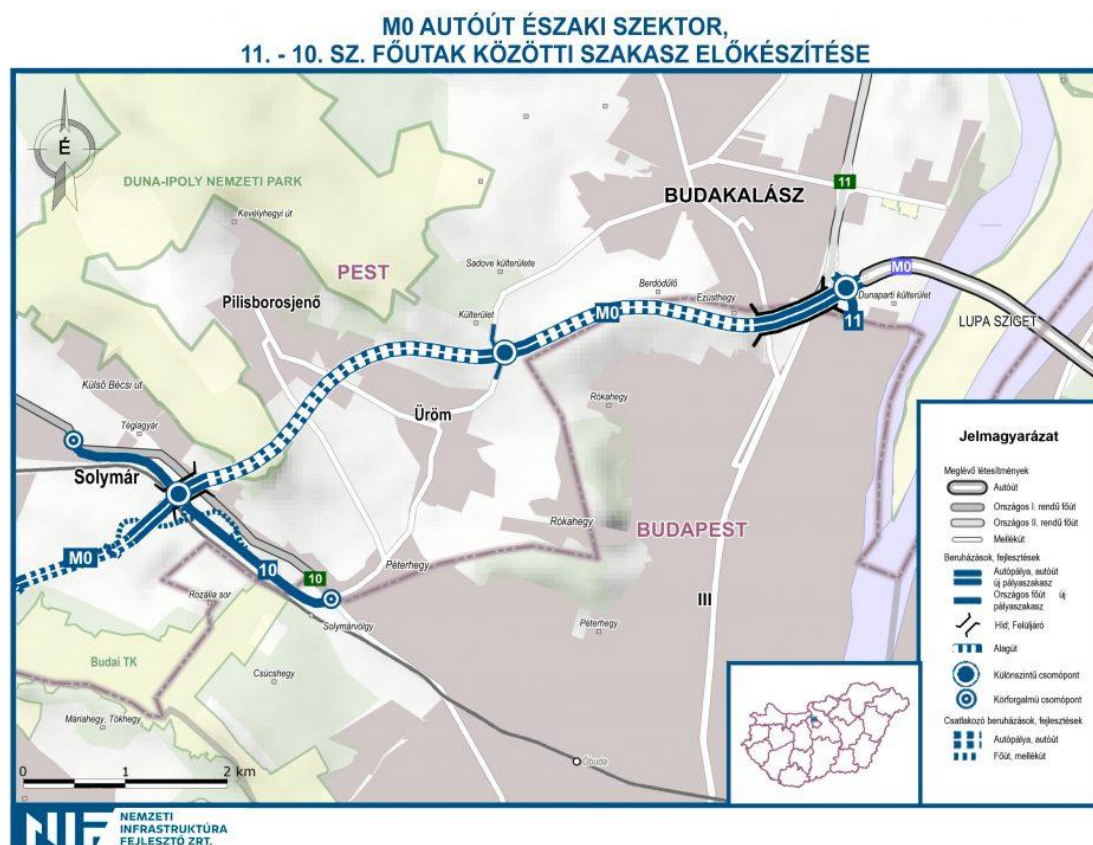 M0 AUTÓÚT ÉSZAKI SZEKTOR,
11. - 10. SZ. FŐUTAK KÖZÖTTI SZAKASZ ELŐKÉSZÍTÉSE
É
DUNA-IPOLY NEMZETI PARK
Kevélyhegyi út
11
BUDAKALÁSZ
PEST
Sadove külterülete
M0
Berdódűlő
Ezüsthegy
Dunaparti külterület
Pilisborosjenő
Külterület
M0
11
LUPA SZIGET
Külső Bécsi út
Rókahegy
Üröm
Téglagyár
Solymár
Rókahegy
BUDAPEST
M0
10
10
Péterhegy
Rozália sor
III
Solymárvölgy
Péterhegy
Budai TK
Csúcshegy
Máriahegy, Tökhegy
Óbuda
0 1 2 km
Jelmagyarázat
Meglévő létesítmények
Autóút
Országos I. rendű főút
Országos II. rendű főút
Mellékút
Beruházások, fejlesztések
Autópálya, autóút
új pályaszakasz
Országos főút új
pályaszakasz
Híd; Felüljáró
Alagút
Különszintű csomópont
Körforgalmú csomópont
Csatlakozó beruházások, fejlesztések
Autópálya, autóút
Főút, mellékút
NIF
NEMZETI
INFRASTRUKTÚRA
FEJLESZTŐ ZRT.